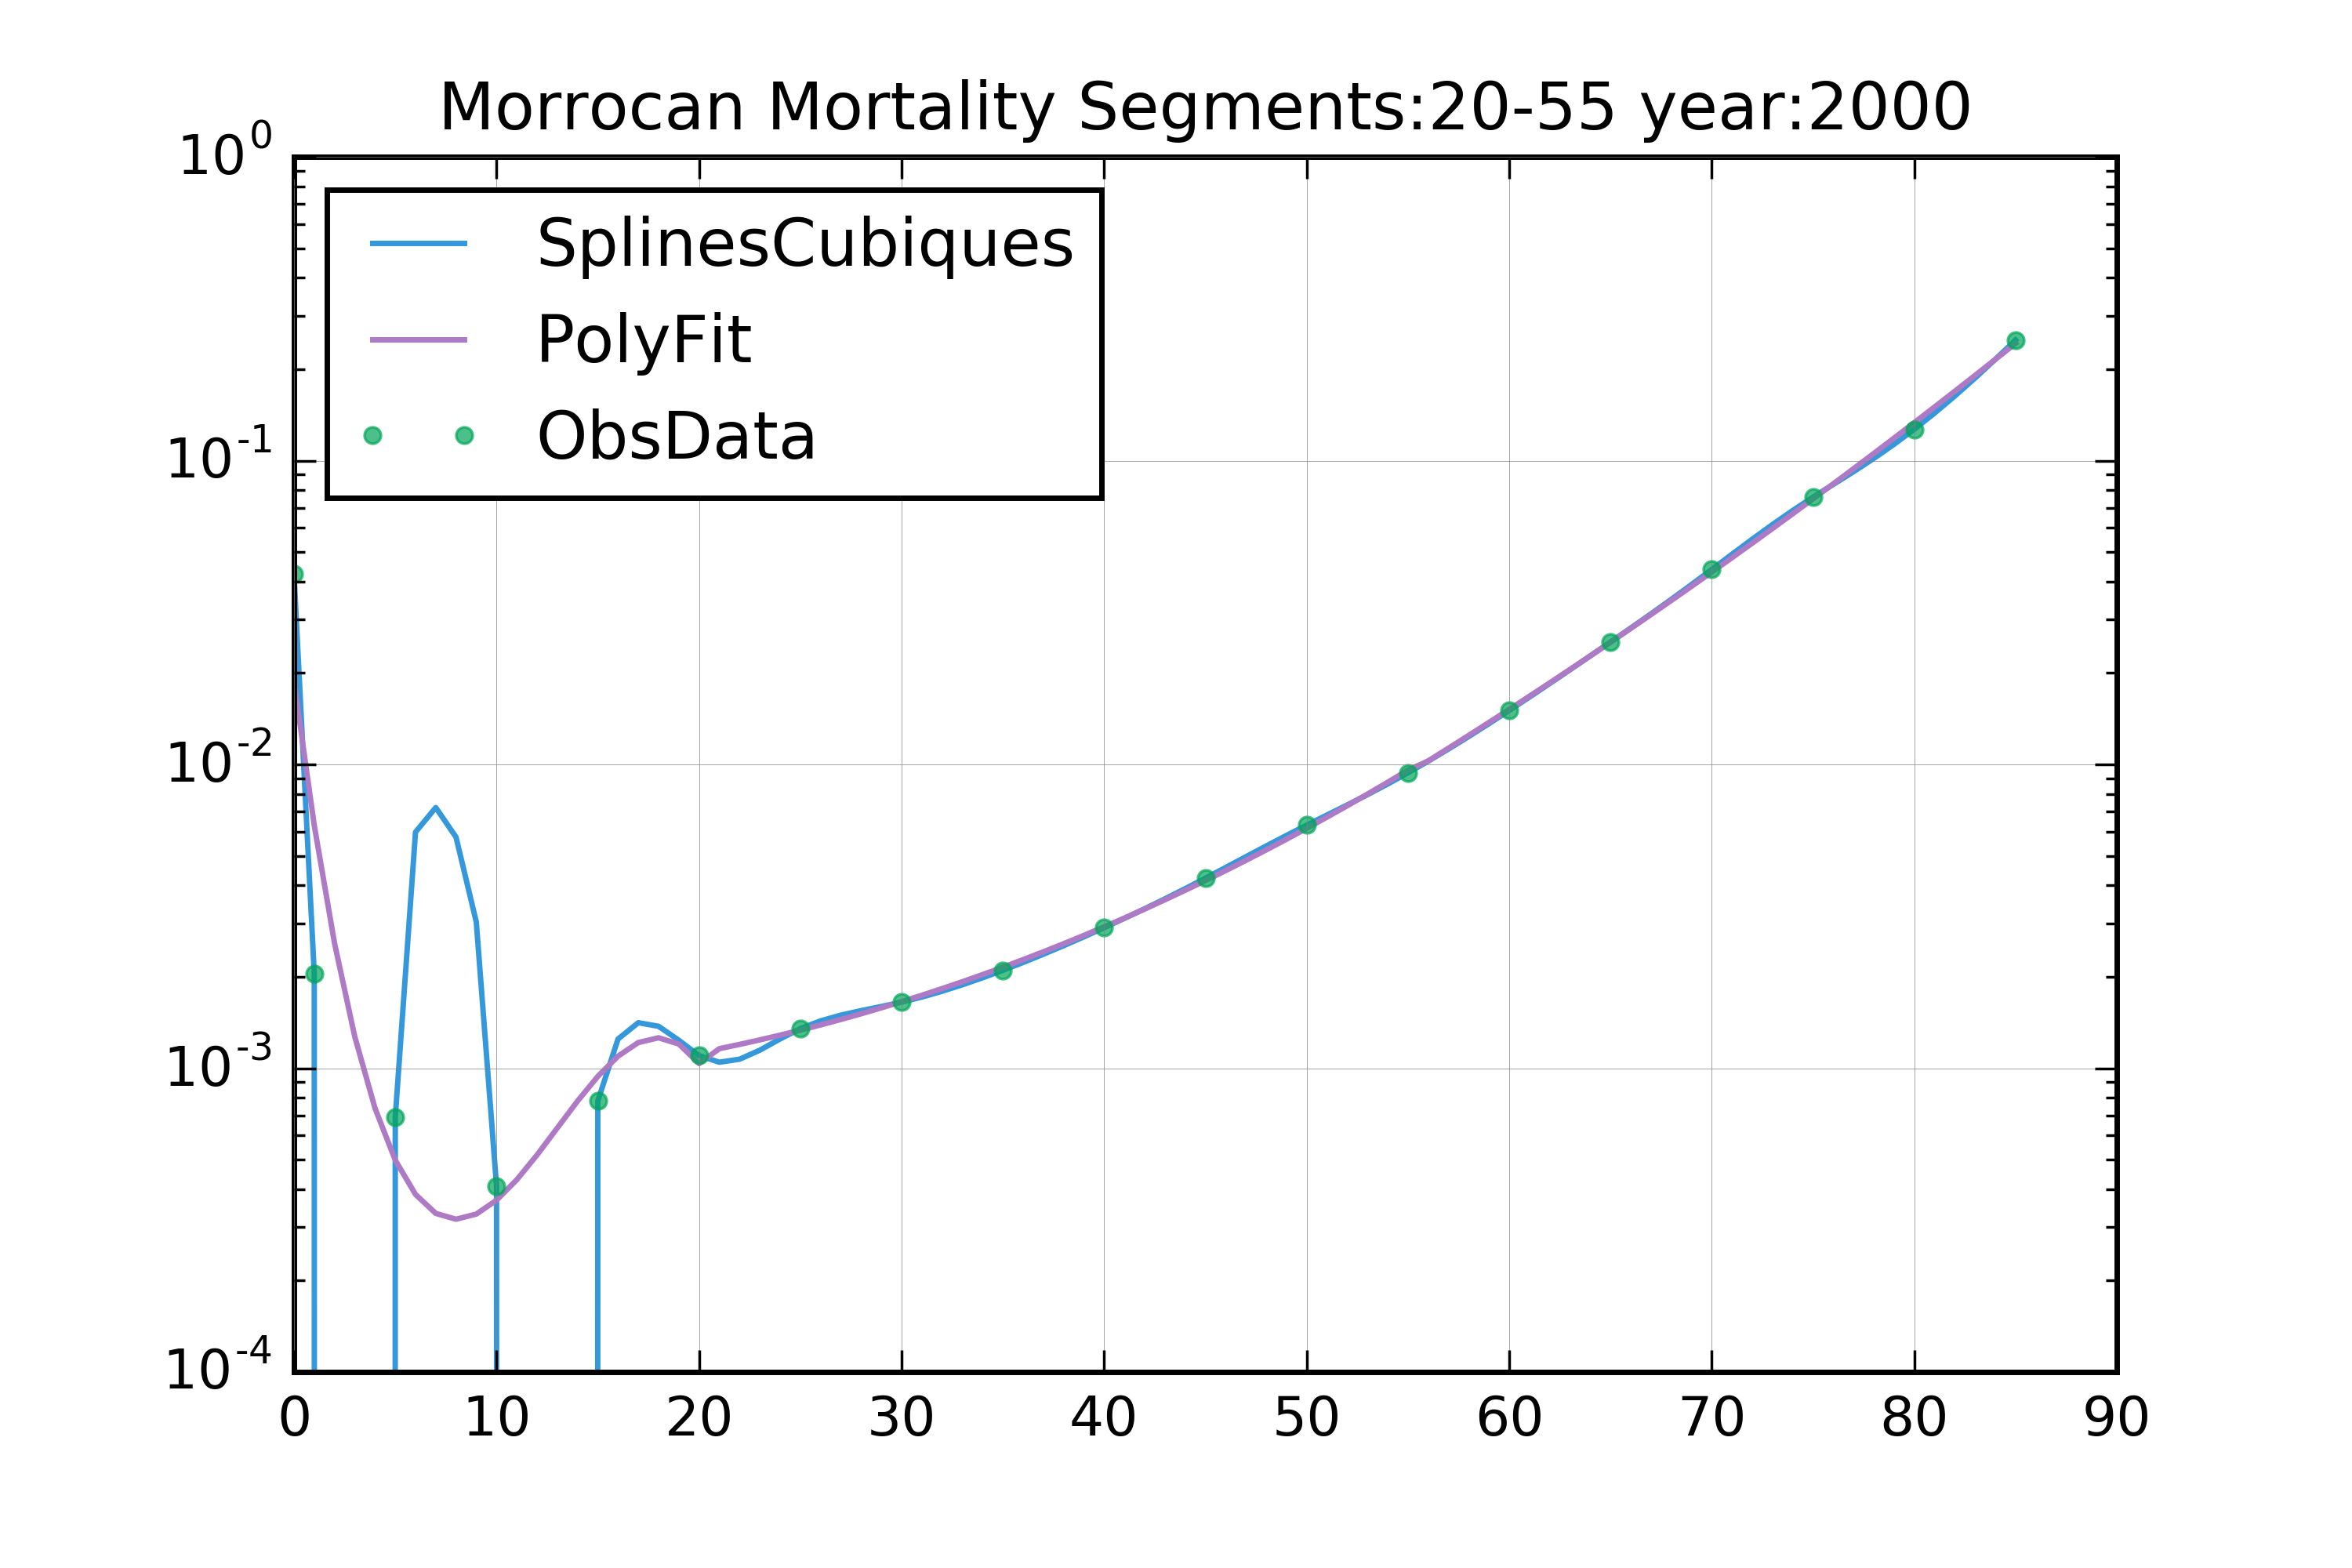 Morrocan Mortality Segments:20-55 year:2000
10^0
10^-1
10^-2
10^-3
10^-4
SplinesCubiques
PolyFit
ObsData
0 10 20 30 40 50 60 70 80 90